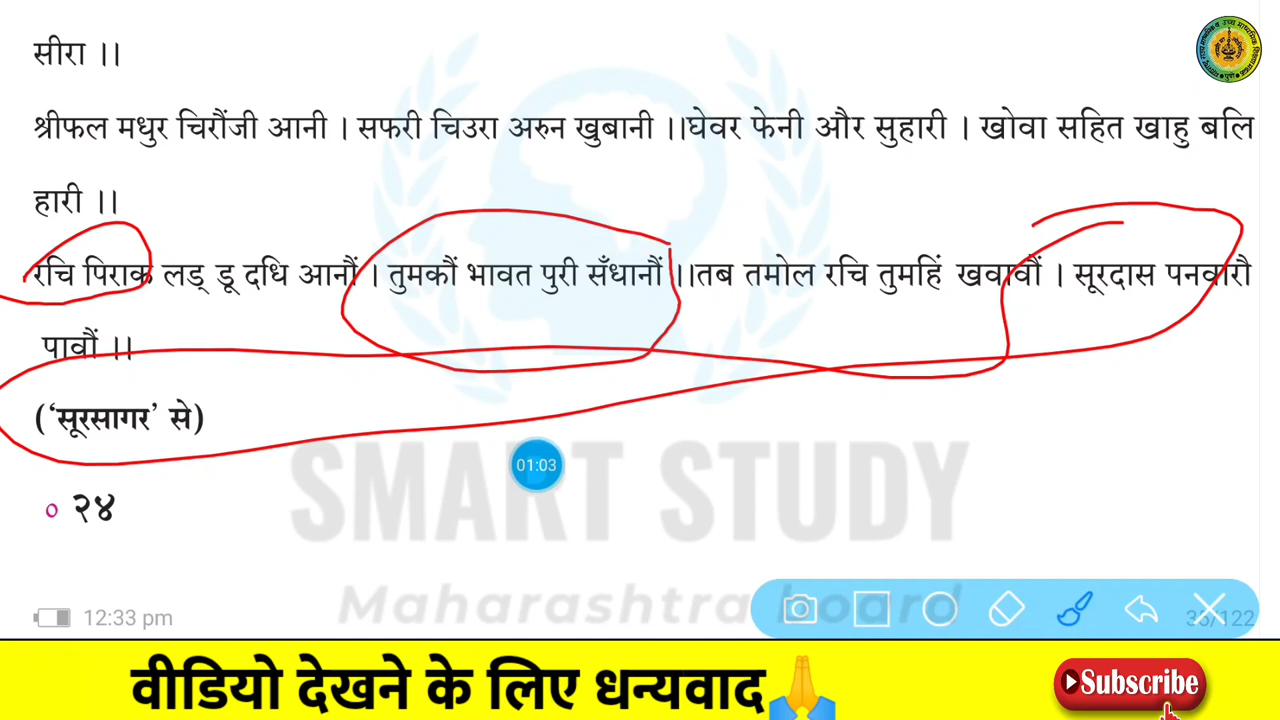 सीरा ।।
श्रीफल मधुर चिरौंजी आनी । सफरी चिउरा अरुन खुबानी ।।घेवर फेनी और सुहारी । खोवा सहित खाहु बलि
हारी ।।
रचि पिराक लड् डू दधि आनौं । तुमकौं भावत पुरी सँधानौं ।।तब तमोल रचि तुमहिं खवावौं । सूरदास पनवारौ
पावौं ।।
(‘सूरसागर’ से)
01:03
SMART STUDY
० २४
Maharashtra board
12:33 pm
/122
वीडियो देखने के लिए धन्यवाद
Subscribe